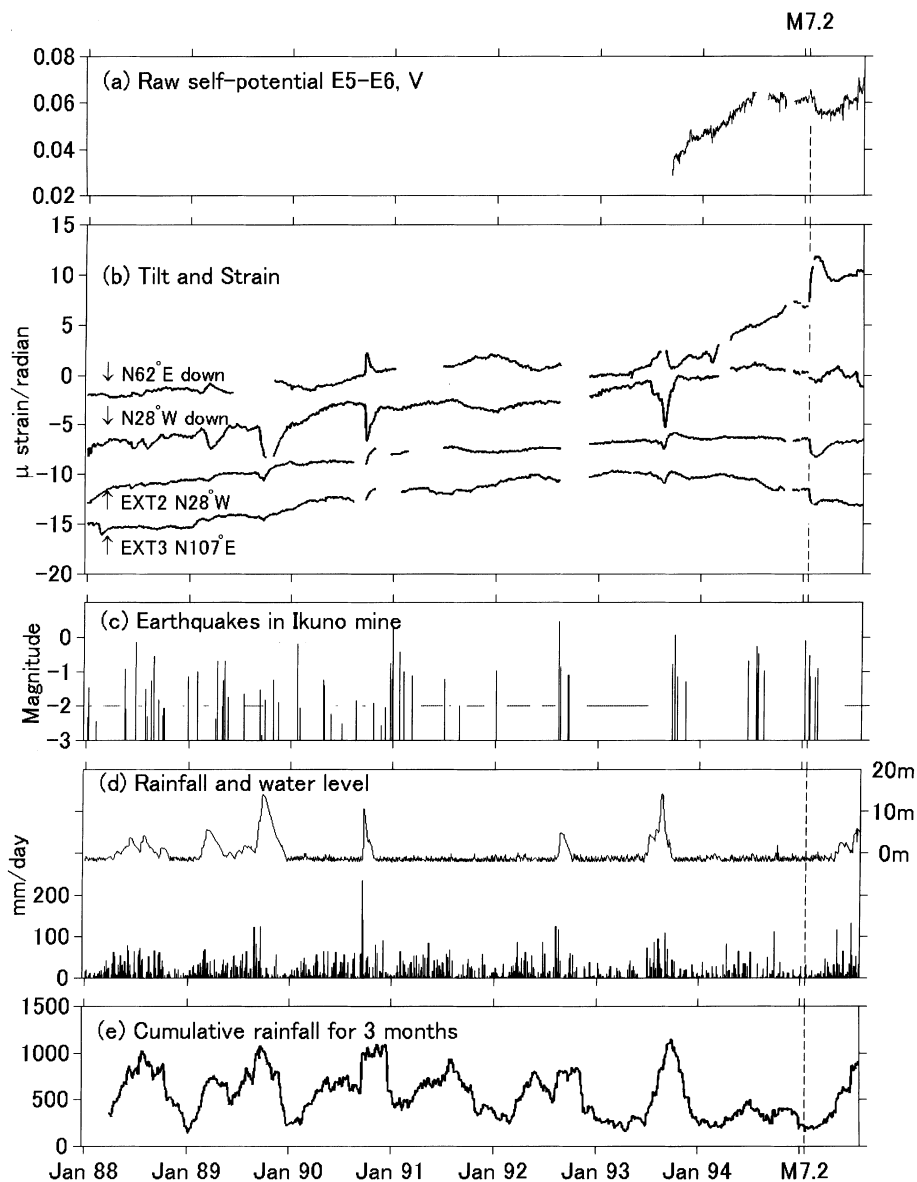 M7.2
(a) Raw self-potential E5-E6, V
0.08
0.06
0.04
0.02
(b) Tilt and Strain
15
10
5
0
-5
-10
-15
-20
μ strain/radian
↓ N62°E down
↓ N28°W down
↑ EXT2 N28°W
↑ EXT3 N107°E
(c) Earthquakes in Ikuno mine
0
-1
-2
-3
Magnitude
(d) Rainfall and water level
20m
10m
0m
200
100
0
mm/day
(e) Cumulative rainfall for 3 months
1500
1000
500
0
Jan 88 Jan 89 Jan 90 Jan 91 Jan 92 Jan 93 Jan 94 M7.2